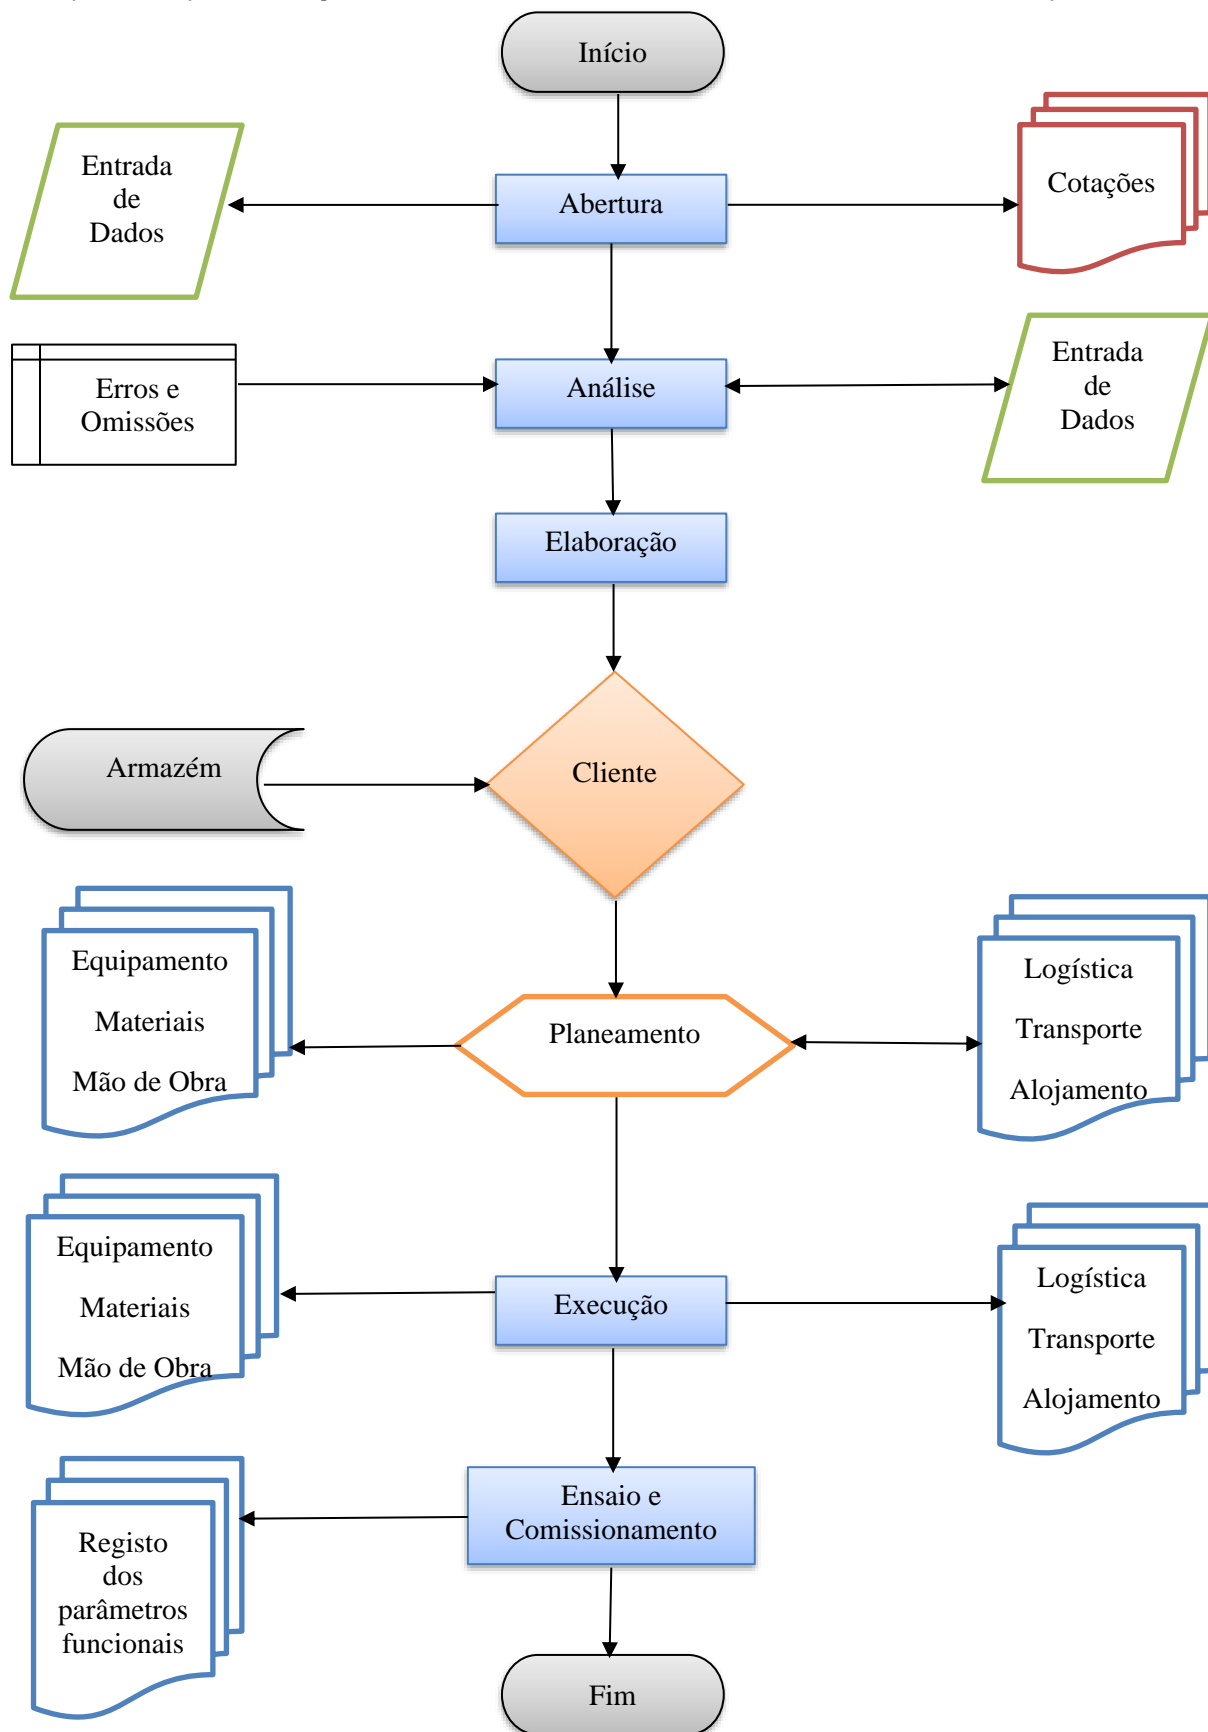 Início
Entrada
de
Dados
Abertura
Cotações
Erros e
Omissões
Análise
Entrada
de
Dados
Elaboração
Armazém
Cliente
Equipamento
Materiais
Mão de Obra
Planeamento
Logística
Transporte
Alojamento
Equipamento
Materiais
Mão de Obra
Execução
Logística
Transporte
Alojamento
Registo
dos
parâmetros
funcionais
Ensaio e
Comissionamento
Fim